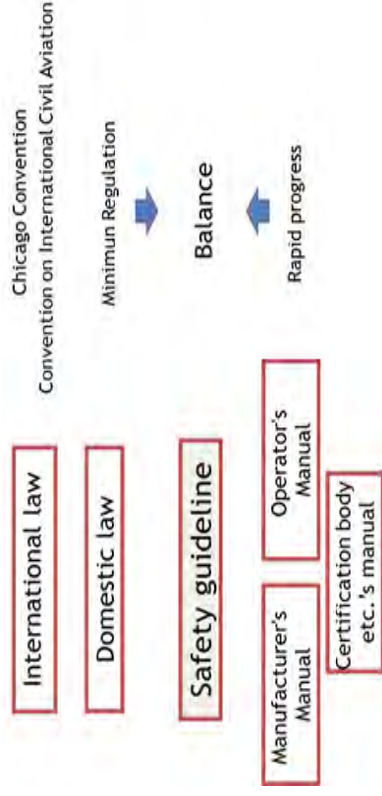 International law
Chicago Convention
Convention on International Civil Aviation
Domestic law
Minimun Regulation
Safety guideline
Balance
Manufacturer's
Manual
Operator's
Manual
Rapid progress
Certification body
etc.'s manual